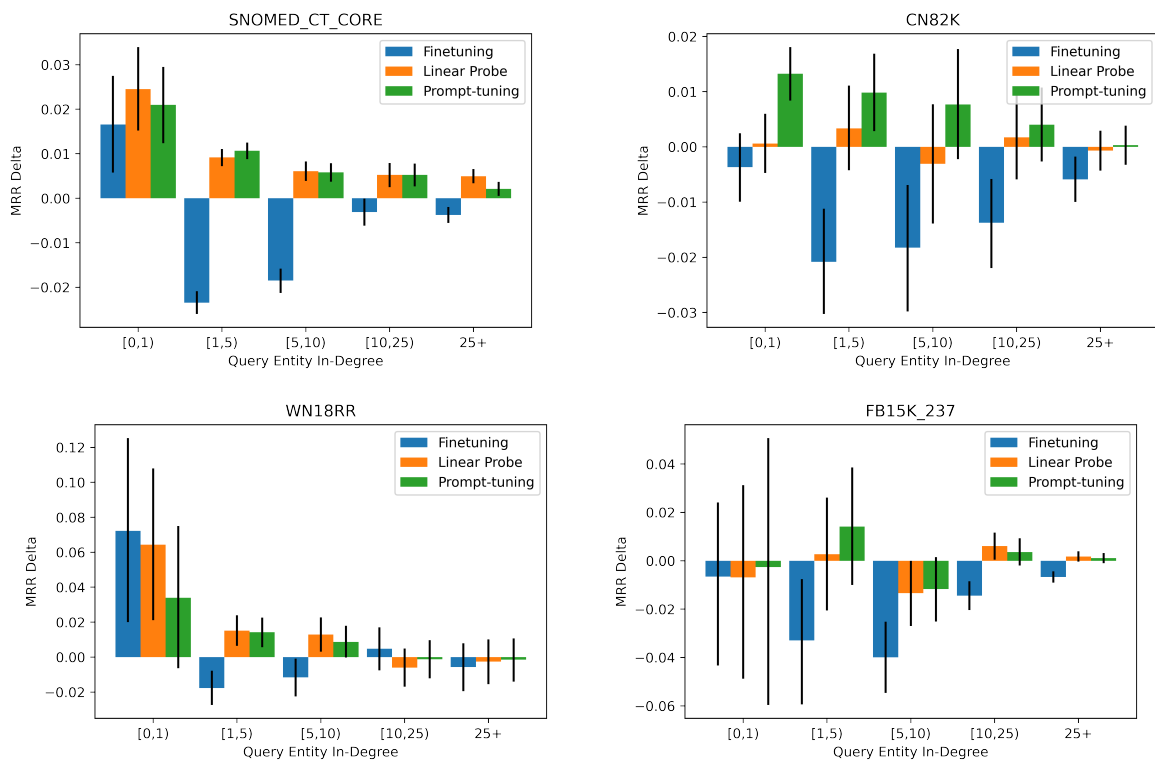 SNOMED_CT_CORE
Finetuning
Linear Probe
Prompt-tuning
MRR Delta
0.03
0.02
0.01
0.00
−0.01
−0.02
[0,1) [1,5) [5,10) [10,25) 25+
Query Entity In-Degree
CN82K
Finetuning
Linear Probe
Prompt-tuning
MRR Delta
0.02
0.01
0.00
−0.01
−0.02
−0.03
[0,1) [1,5) [5,10) [10,25) 25+
Query Entity In-Degree
WN18RR
Finetuning
Linear Probe
Prompt-tuning
MRR Delta
0.12
0.10
0.08
0.06
0.04
0.02
0.00
−0.02
[0,1) [1,5) [5,10) [10,25) 25+
Query Entity In-Degree
FB15K_237
Finetuning
Linear Probe
Prompt-tuning
MRR Delta
0.04
0.02
0.00
−0.02
−0.04
−0.06
[0,1) [1,5) [5,10) [10,25) 25+
Query Entity In-Degree